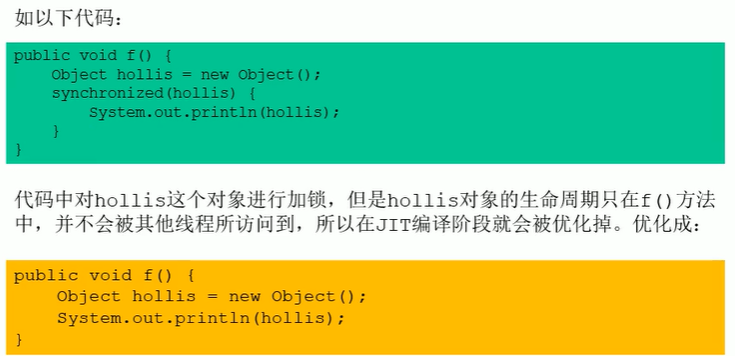 如以下代码：
public void f() {
    Object hollis = new Object();
    synchronized(hollis) {
        System.out.println(hollis);
    }
}
代码中对hollis这个对象进行加锁，但是hollis对象的生命周期只在f()方法
中，并不会被其他线程所访问到，所以在JIT编译阶段就会被优化掉。优化成：
public void f() {
    Object hollis = new Object();
    System.out.println(hollis);
}